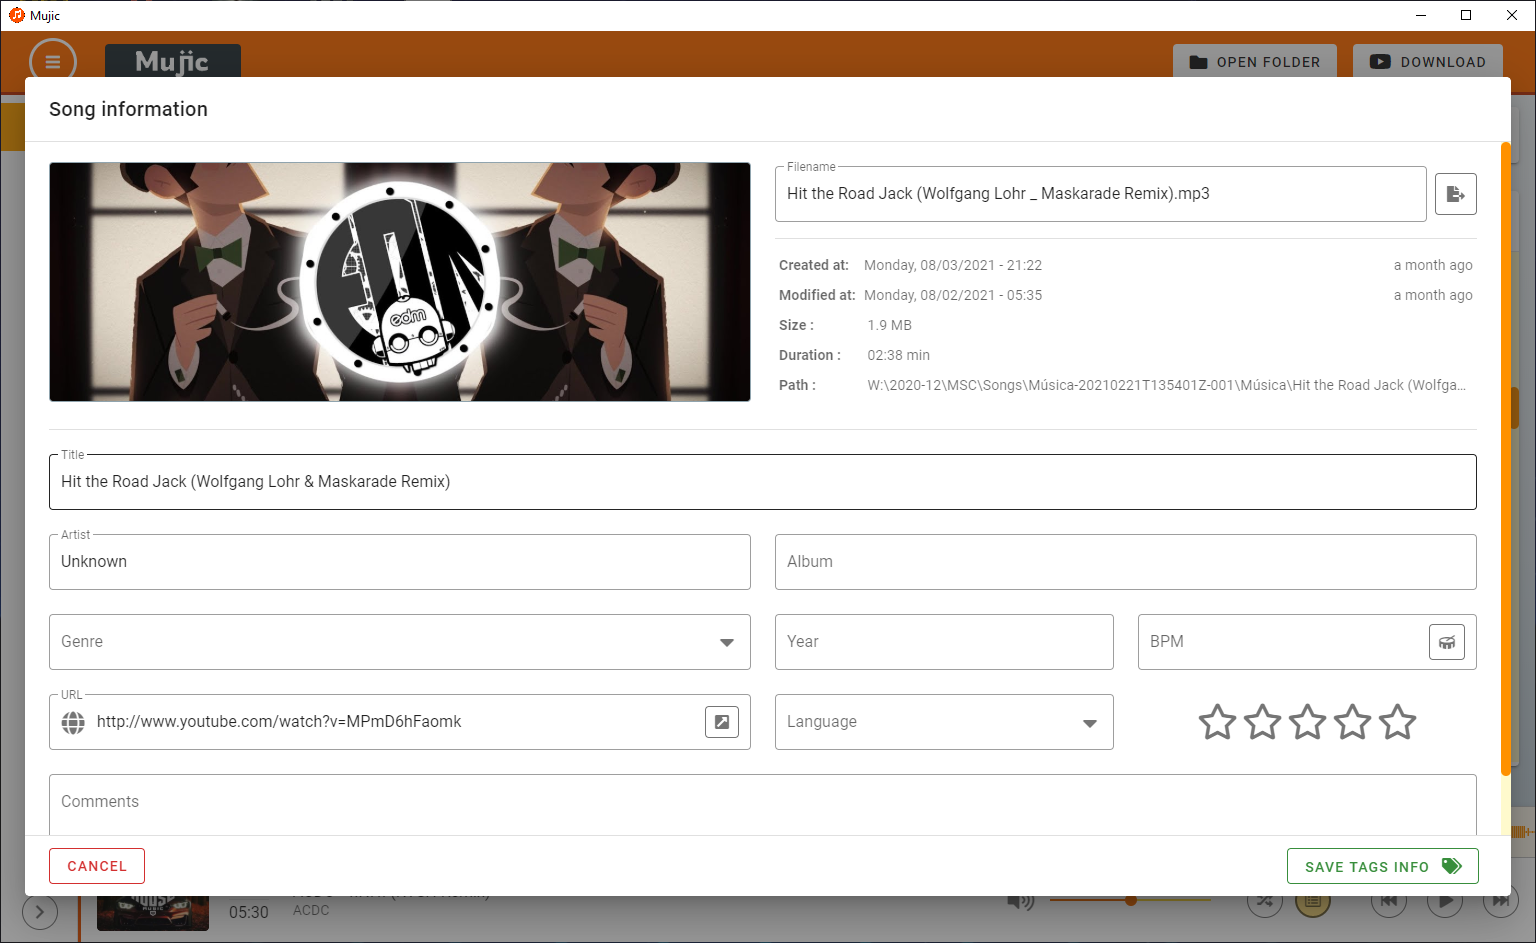 Mujic
Mujic
OPEN FOLDER
DOWNLOAD
Song information
edm
Filename
Hit the Road Jack (Wolfgang Lohr _ Maskarade Remix).mp3
Created at: Monday, 08/03/2021 - 21:22 a month ago
Modified at: Monday, 08/02/2021 - 05:35 a month ago
Size : 1.9 MB
Duration : 02:38 min
Path : W:\2020-12\MSC\Songs\Música-20210221T135401Z-001\Música\Hit the Road Jack (Wolfga...
Title
Hit the Road Jack (Wolfgang Lohr & Maskarade Remix)
Artist
Unknown
Album
Genre
Year
BPM
URL
http://www.youtube.com/watch?v=MPmD6hFaomk
Language
Comments
CANCEL
SAVE TAGS INFO
05:30
ACDC